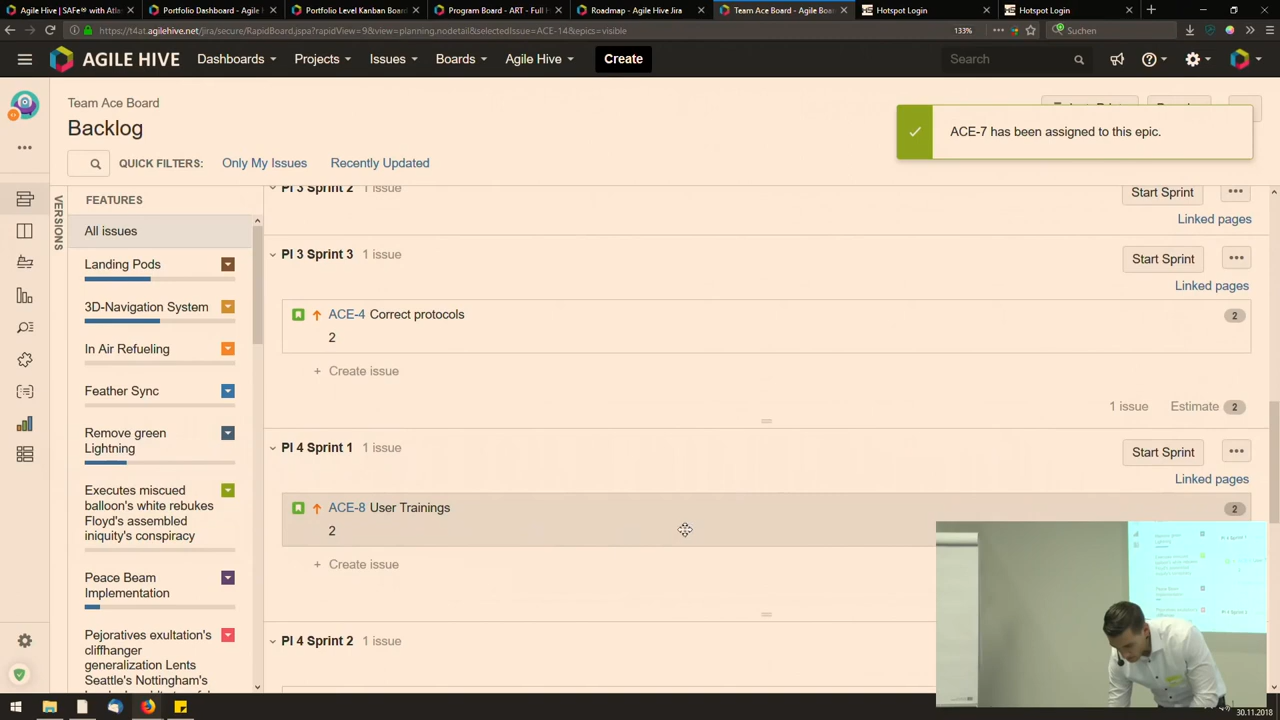 Agile Hive | SAFe® with Atlas
Portfolio Dashboard - Agile
Portfolio Level Kanban Board
Program Board - ART - Full
Roadmap - Agile Hive Jira
Team Ace Board - Agile Boar
Hotspot Login
Hotspot Login
https://t4at.agilehive.net/jira/secure/RapidBoard.jspa?rapidView=9&view=planning.nodetail&selectedIssue=ACE-14&epics=visible
133%
Suchen
AGILE HIVE
Dashboards
Projects
Issues
Boards
Agile Hive
Create
Search
Team Ace Board
Backlog
ACE-7 has been assigned to this epic.
QUICK FILTERS:
Only My Issues
Recently Updated
VERSIONS
FEATURES
All issues
Landing Pods
3D-Navigation System
In Air Refueling
Feather Sync
Remove green
Lightning
Executes miscued
balloon's white rebukes
Floyd's assembled
iniquity's conspiracy
Peace Beam
Implementation
Pejoratives exultation's
cliffhanger
generalization Lents
Seattle's Nottingham's
PI 3 Sprint 2 1 issue
Start Sprint
Linked pages
PI 3 Sprint 3 1 issue
Start Sprint
Linked pages
ACE-4 Correct protocols
2
2
+ Create issue
1 issue Estimate 2
PI 4 Sprint 1 1 issue
Start Sprint
Linked pages
ACE-8 User Trainings
2
2
+ Create issue
PI 4 Sprint 2 1 issue
30.11.2018